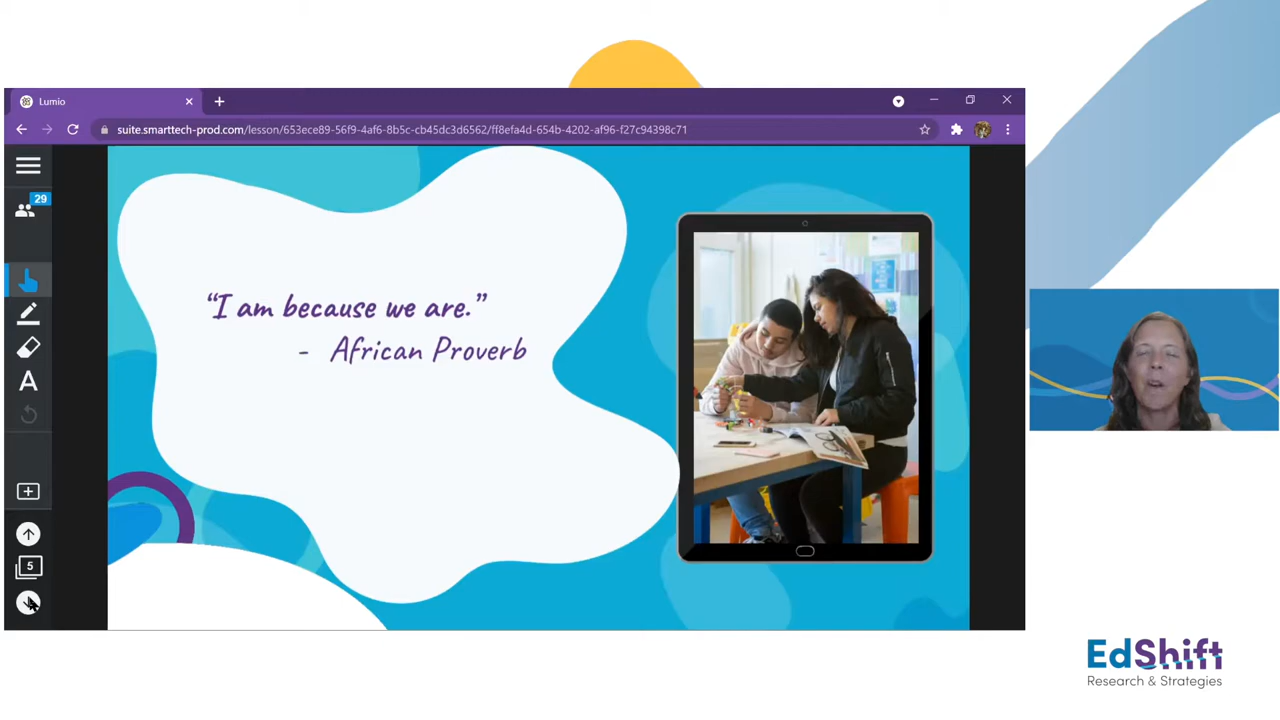 Lumio
suite.smarttech-prod.com/lesson/653ece89-56f9-4af6-8b5c-cb45dc3d6562/ff8efa4d-654b-4202-af96-f27c94398c71
29
“I am because we are.”
- African Proverb
A
5
EdShift
Research & Strategies